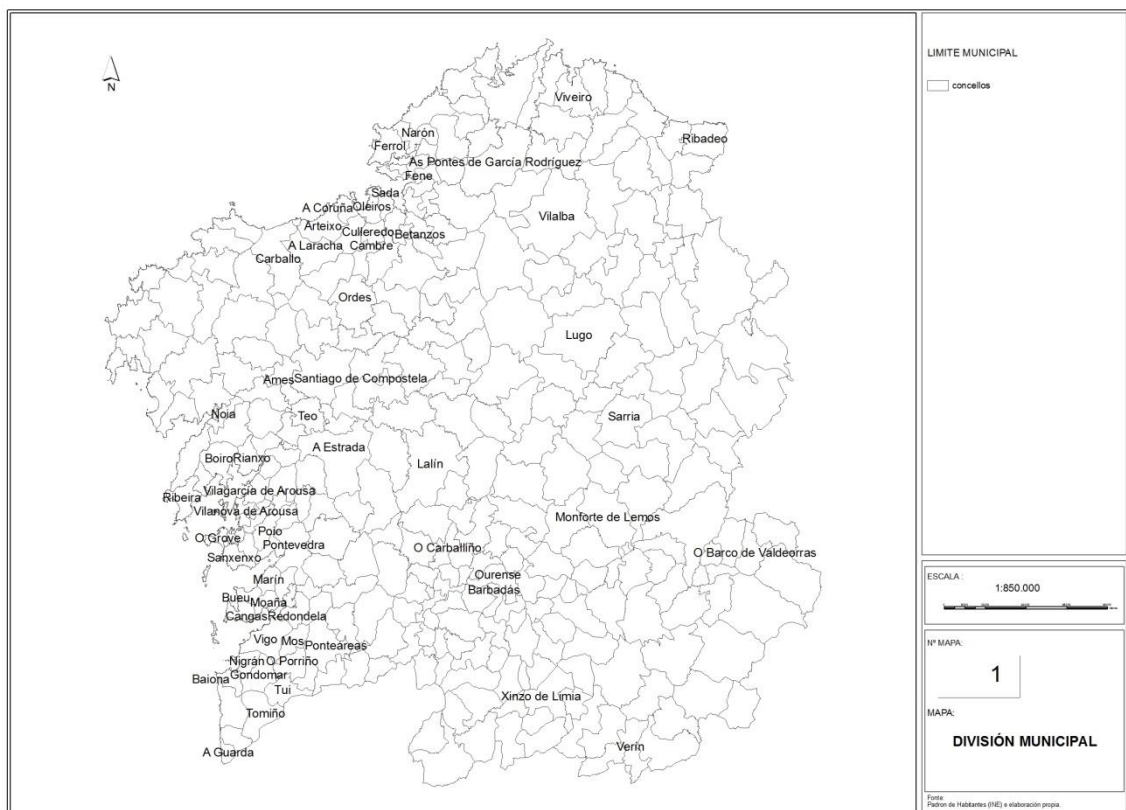 N
Viveiro
Ribadeo
Narón
Ferrol
As Pontes de García Rodríguez
Fene
Sada
A Coruña
Oleiros
Vilalba
Arteixo
Culleredo
Betanzos
A Laracha
Cambre
Carballo
Ordes
Lugo
Ames
Santiago de Compostela
Noia
Teo
Sarria
A Estrada
Boiro
Rianxo
Lalín
Vilagarcía de Arousa
Ribeira
Vilanova de Arousa
Monforte de Lemos
O Grove
Poio
Pontevedra
O Carballiño
O Barco de Valdeorras
Sanxenxo
Marín
Ourense
Barbadás
Bueu
Moaña
Cangas
Redondela
Vigo
Mos
Ponteareas
Nigrán
O Porriño
Gondomar
Baiona
Tui
Xinzo de Limia
Tomiño
A Guarda
Verín
LIMITE MUNICIPAL
concellos
ESCALA :
1:850.000
Nº MAPA:
1
MAPA:
DIVISIÓN MUNICIPAL
Fonte:
Padron de Habitantes (INE) e elaboración propia.